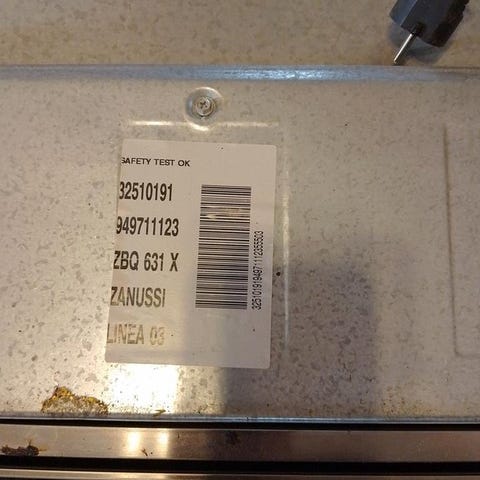 SAFETY TEST OK
32510191
949711123
ZBQ 631 X
ZANUSSI
LINEA 03